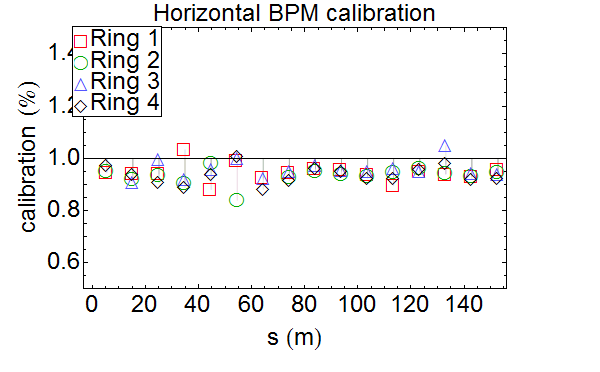 Horizontal BPM calibration
Ring 1
Ring 2
Ring 3
Ring 4
calibration (%)
1.4
1.2
1.0
0.8
0.6
0 20 40 60 80 100 120 140
s (m)